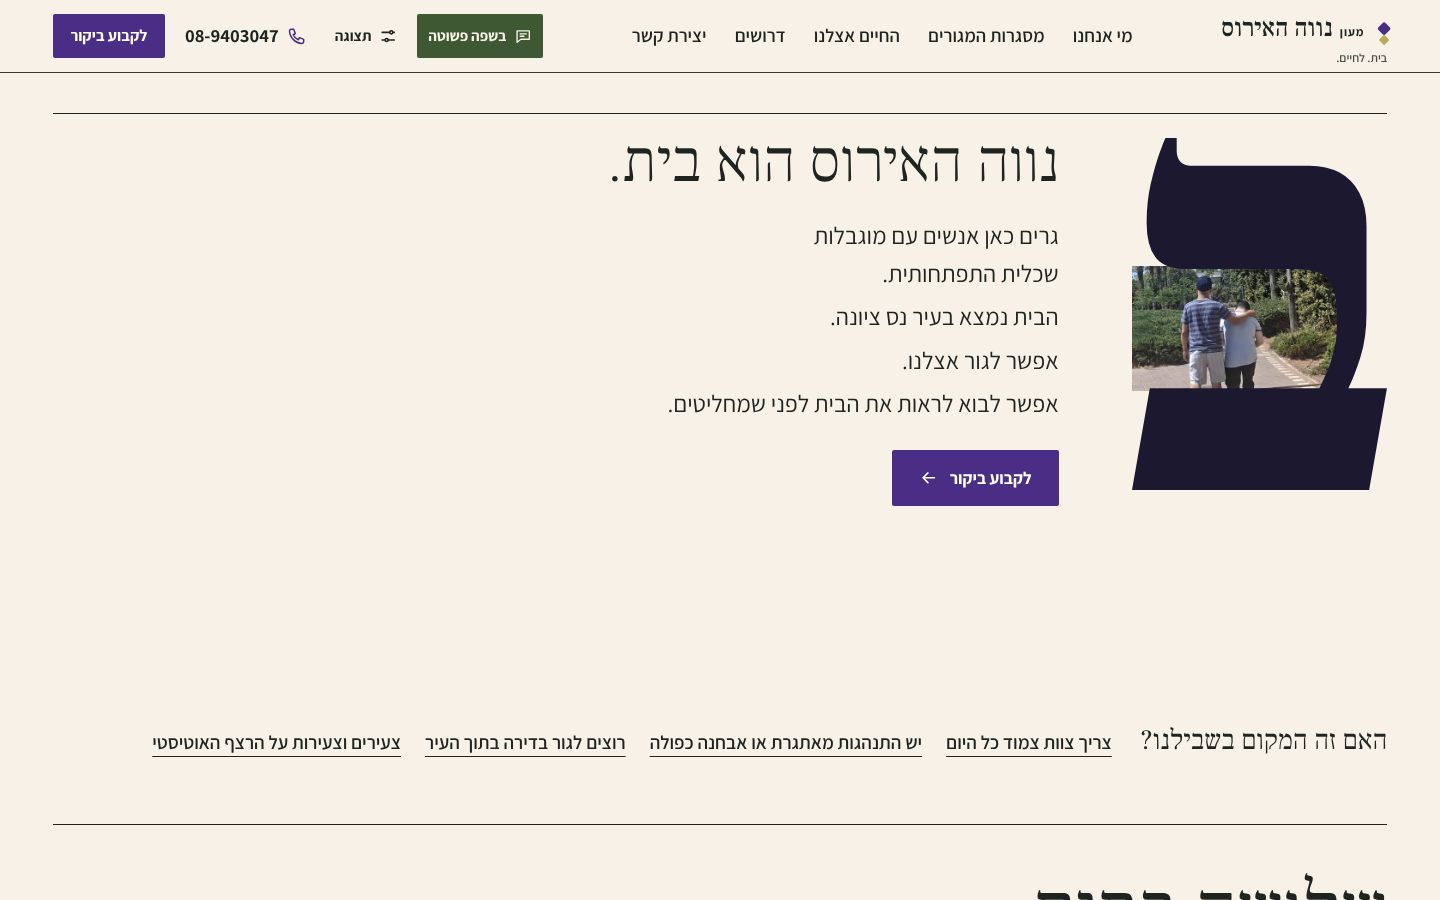 מעון נווה האירוס
בית. לחיים.
מי אנחנו
מסגרות המגורים
החיים אצלנו
דרושים
יצירת קשר
בשפה פשוטה
תצוגה
08-9403047
לקבוע ביקור
ב
נווה האירוס הוא בית.
גרים כאן אנשים עם מוגבלות
שכלית התפתחותית.
הבית נמצא בעיר נס ציונה.
אפשר לגור אצלנו.
אפשר לבוא לראות את הבית לפני שמחליטים.
לקבוע ביקור
האם זה המקום בשבילנו?
צריך צוות צמוד כל היום
יש התנהגות מאתגרת או אבחנה כפולה
רוצים לגור בדירה בתוך העיר
צעירים וצעירות על הרצף האוטיסטי